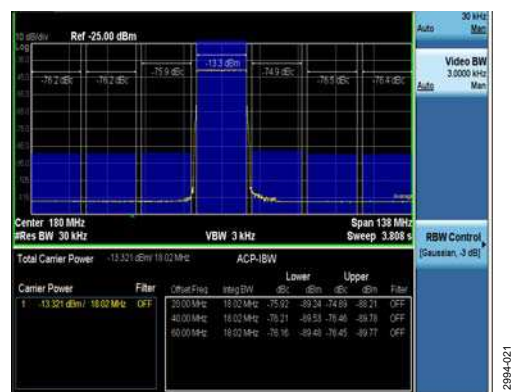 30 kHz
Auto Man
10 dB/div Ref -25.00 dBm
Log
Video BW
3.0000 kHz
Auto Man
-13.3 dBm
-76.2 dBc -76.2 dBc -75.9 dBc -74.9 dBc -76.5 dBc -76.4 dBc
Average
Center 180 MHz Span 138 MHz
#Res BW 30 kHz VBW 3 kHz Sweep 3.808 s
RBW Control
[Gaussian, -3 dB]
Total Carrier Power -13.321 dBm/ 18.02 MHz ACP-IBW
Lower Upper
Carrier Power Filter Offset Freq Integ BW dBc dBm dBc dBm Filter
1 -13.321 dBm / 18.02 MHz OFF 20.00 MHz 18.02 MHz -75.92 -89.24 -74.89 -88.21 OFF
40.00 MHz 18.02 MHz -76.21 -89.53 -76.46 -89.78 OFF
60.00 MHz 18.02 MHz -76.16 -89.48 -76.45 -89.77 OFF
2994-021